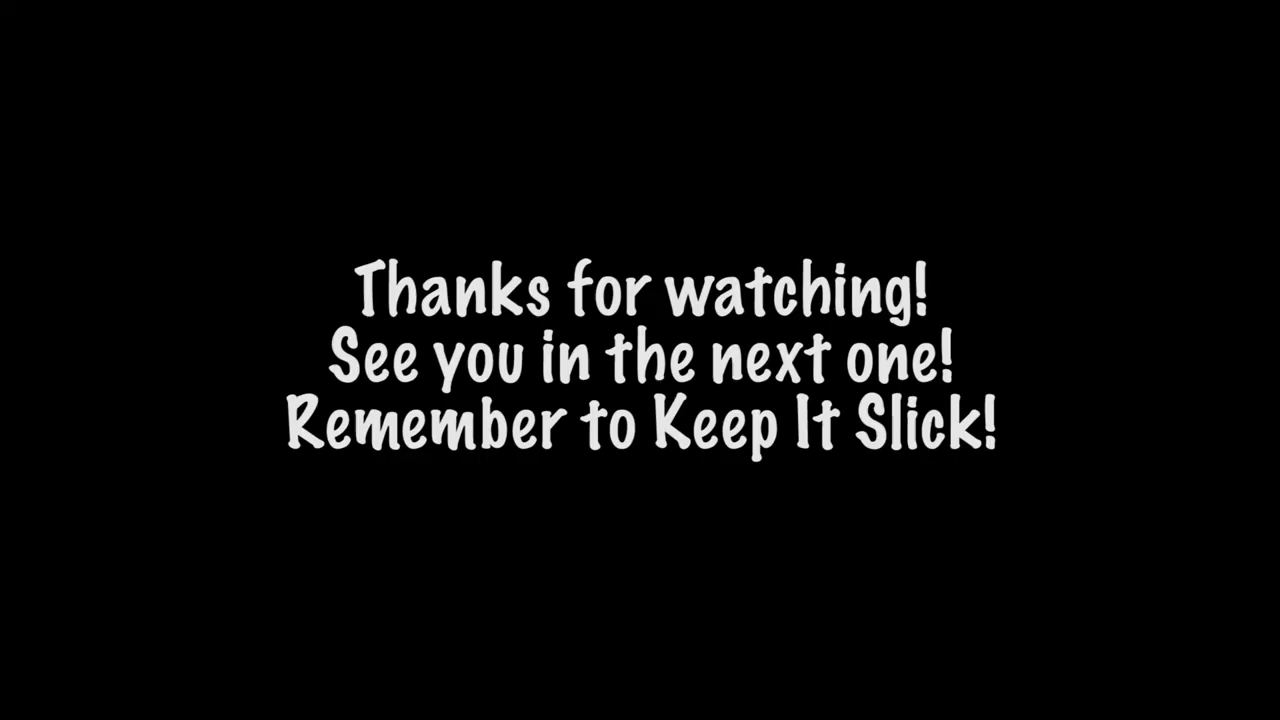 Thanks for watching!
See you in the next one!
Remember to Keep It Slick!